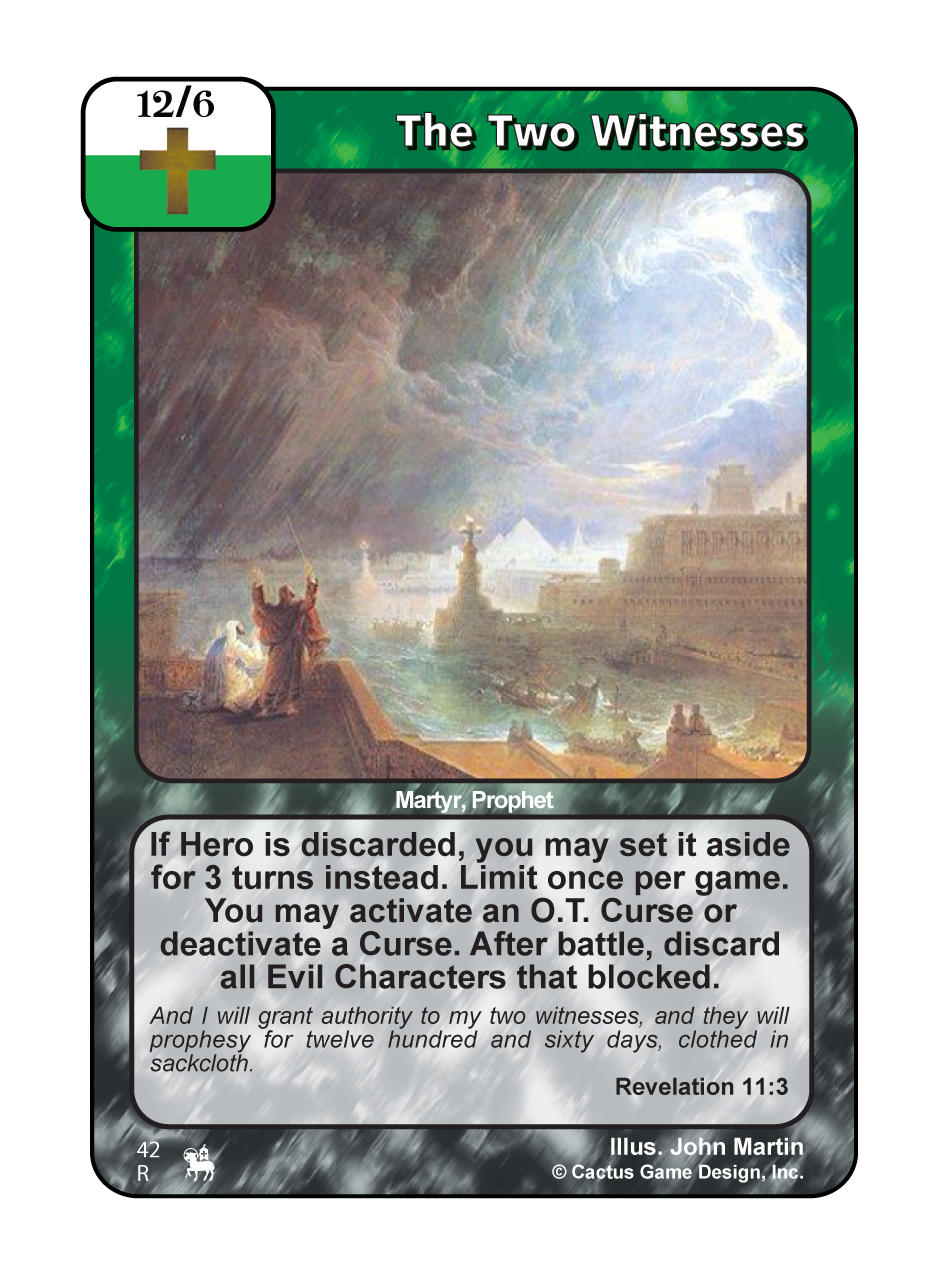 12/6
The Two Witnesses
Martyr, Prophet
If Hero is discarded, you may set it aside
for 3 turns instead. Limit once per game.
You may activate an O.T. Curse or
deactivate a Curse. After battle, discard
all Evil Characters that blocked.
And I will grant authority to my two witnesses, and they will
prophesy for twelve hundred and sixty days, clothed in
sackcloth.
Revelation 11:3
42
R
Illus. John Martin
© Cactus Game Design, Inc.